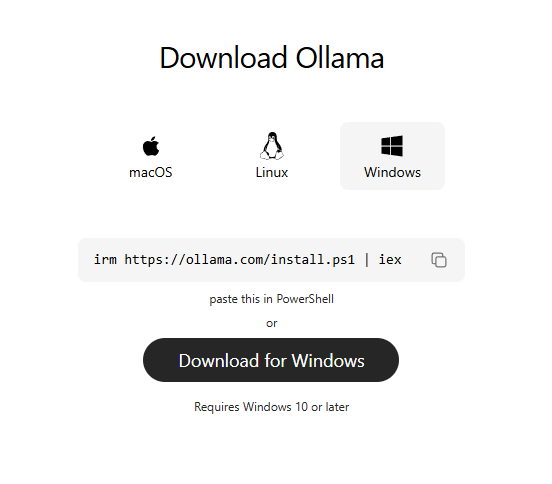 Download Ollama
macOS
Linux
Windows
irm https://ollama.com/install.ps1 | iex
paste this in PowerShell
or
Download for Windows
Requires Windows 10 or later